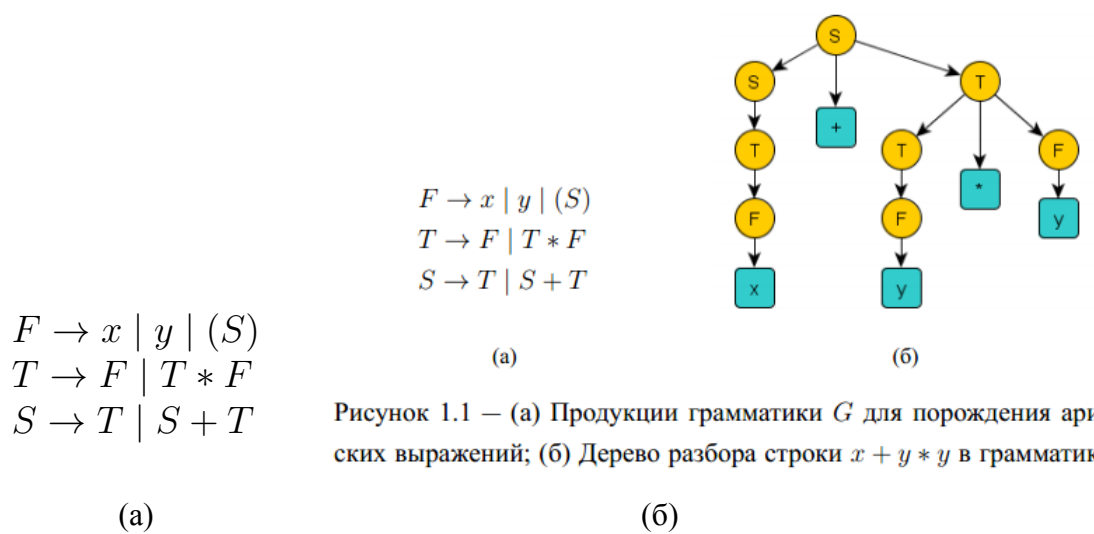 F → x | y | (S)
T → F | T ∗ F
S → T | S + T
(а)
F → x | y | (S)
T → F | T ∗ F
S → T | S + T
(а)
S
S
+
T
T
T
*
F
F
F
y
x
y
(б)
Рисунок 1.1 — (а) Продукции грамматики G для порождения ари
ских выражений; (б) Дерево разбора строки x + y ∗ y в грамматик
(б)